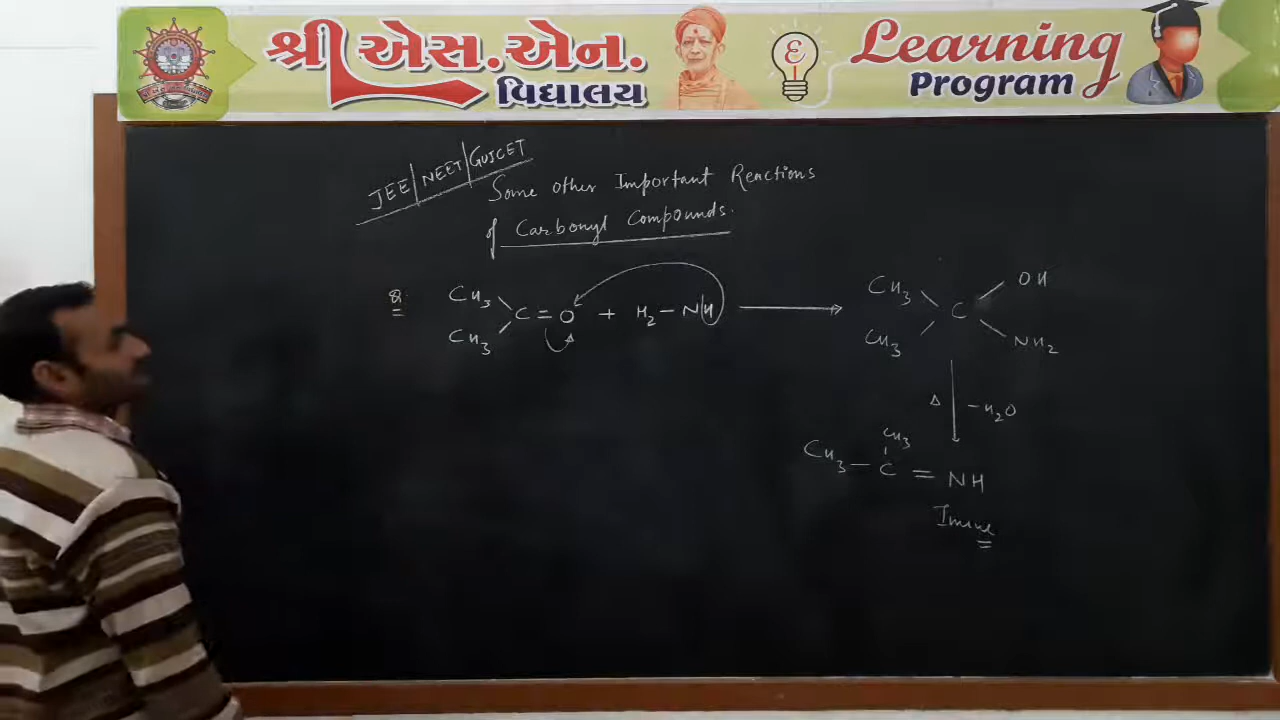 શ્રી એસ.એન.
વિદ્યાલય
Learning
Program
JEE|NEET|GUJCET
Some other Important Reactions
of Carbonyl Compounds.
Q. CH3 CH3 C=O + H2-N|H → CH3 CH3 C OH NH2
Δ -H2O
CH3
CH3-C=NH
Imine